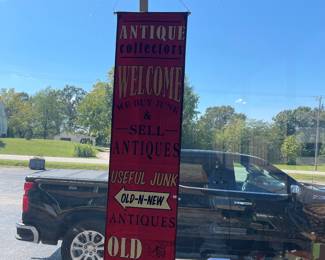 ANTIQUE
collectors
WELCOME
WE BUY JUNK
&
SELL
ANTIQUES
USEFUL JUNK
OLD-N-NEW
ANTIQUES
OLD